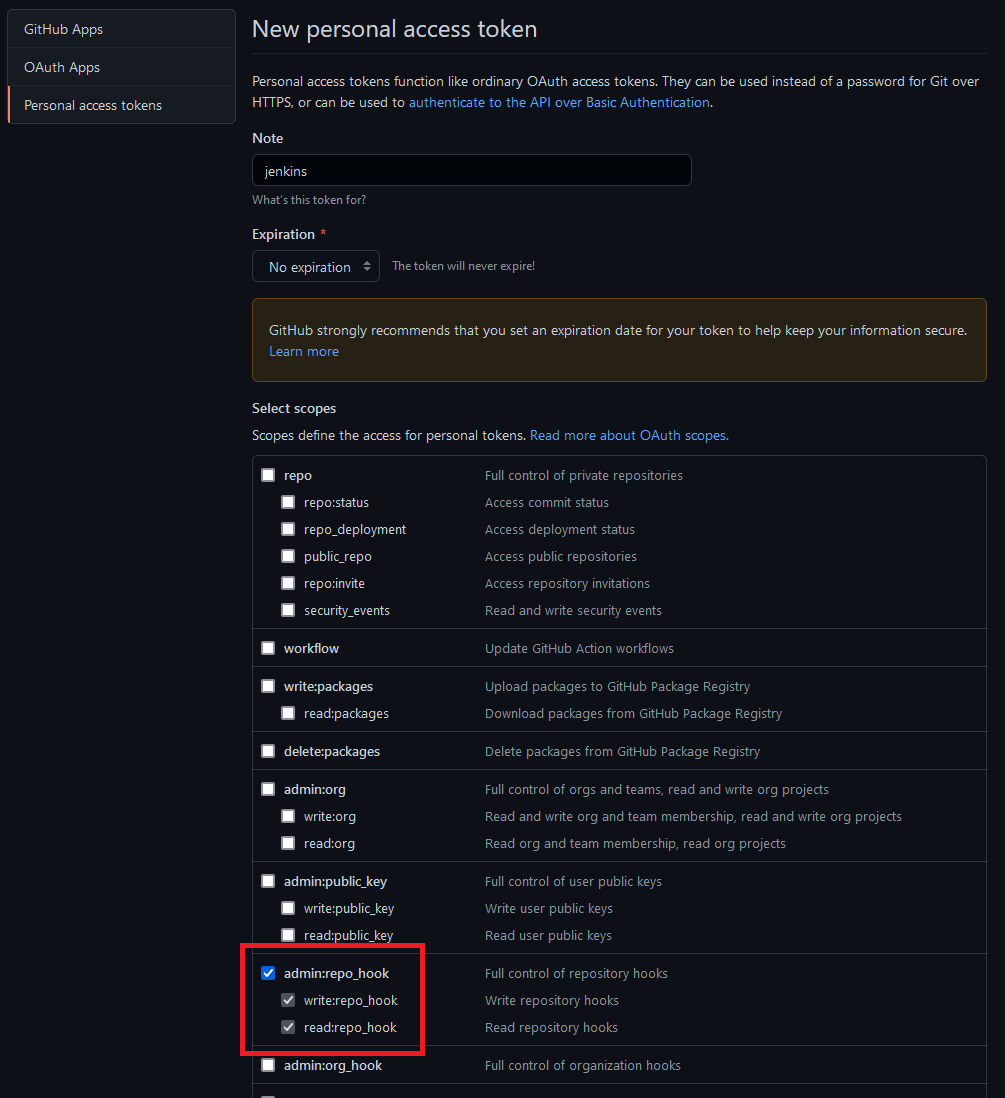 GitHub Apps
OAuth Apps
Personal access tokens
New personal access token
Personal access tokens function like ordinary OAuth access tokens. They can be used instead of a password for Git over
HTTPS, or can be used to authenticate to the API over Basic Authentication.
Note
jenkins
What's this token for?
Expiration *
No expiration The token will never expire!
GitHub strongly recommends that you set an expiration date for your token to help keep your information secure.
Learn more
Select scopes
Scopes define the access for personal tokens. Read more about OAuth scopes.
repo Full control of private repositories
repo:status Access commit status
repo_deployment Access deployment status
public_repo Access public repositories
repo:invite Access repository invitations
security_events Read and write security events
workflow Update GitHub Action workflows
write:packages Upload packages to GitHub Package Registry
read:packages Download packages from GitHub Package Registry
delete:packages Delete packages from GitHub Package Registry
admin:org Full control of orgs and teams, read and write org projects
write:org Read and write org and team membership, read and write org projects
read:org Read org and team membership, read org projects
admin:public_key Full control of user public keys
write:public_key Write user public keys
read:public_key Read user public keys
admin:repo_hook Full control of repository hooks
write:repo_hook Write repository hooks
read:repo_hook Read repository hooks
admin:org_hook Full control of organization hooks